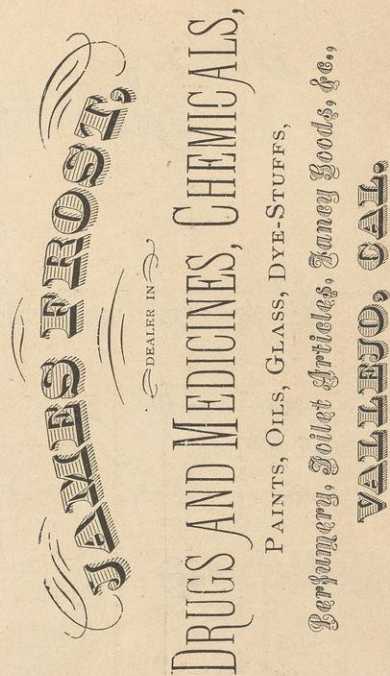 JAMES FROST,
DEALER IN
DRUGS AND MEDICINES, CHEMICALS,
PAINTS, OILS, GLASS, DYE-STUFFS,
Perfumery, Toilet Articles, Fancy Goods, &c.,
VALLEJO, CAL.